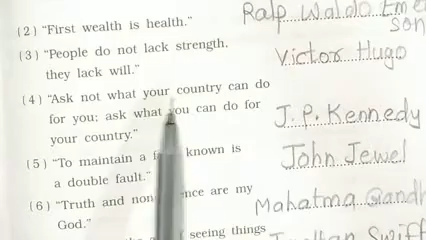 (2) "First wealth is health." Ralp Waldo Eme
son
(3) "People do not lack strength, Victor Hugo
they lack will."
(4) "Ask not what your country can do
for you; ask what you can do for J. P. Kennedy
your country."
(5) "To maintain a known is John Jewel
a double fault."
(6) "Truth and non nce are my Mahatma Gandh
God."
of seeing things Swift